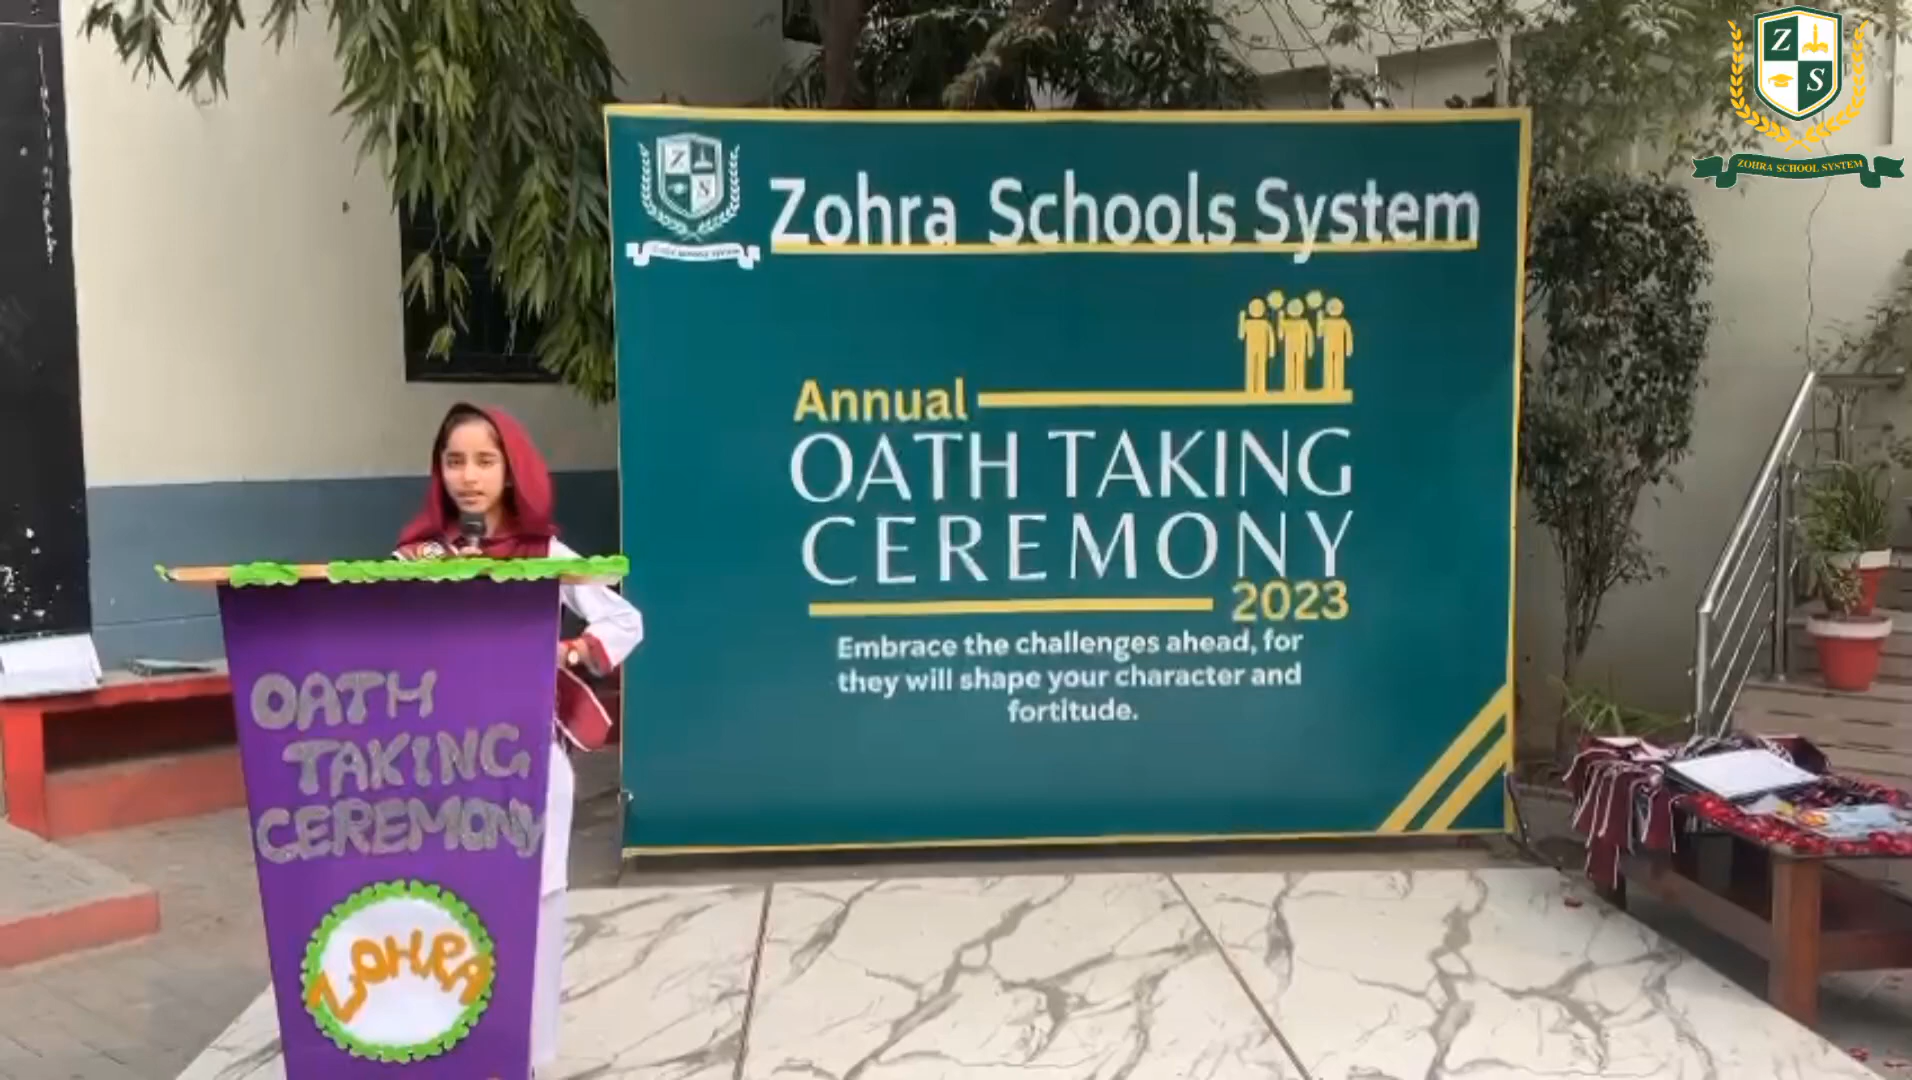 Z
S
ZOHRA SCHOOL SYSTEM
Z
S
Zohra Schools System
Annual
OATH TAKING
CEREMONY
2023
Embrace the challenges ahead, for
they will shape your character and
fortitude.
OATH
TAKING
CEREMONY
ZOHRA